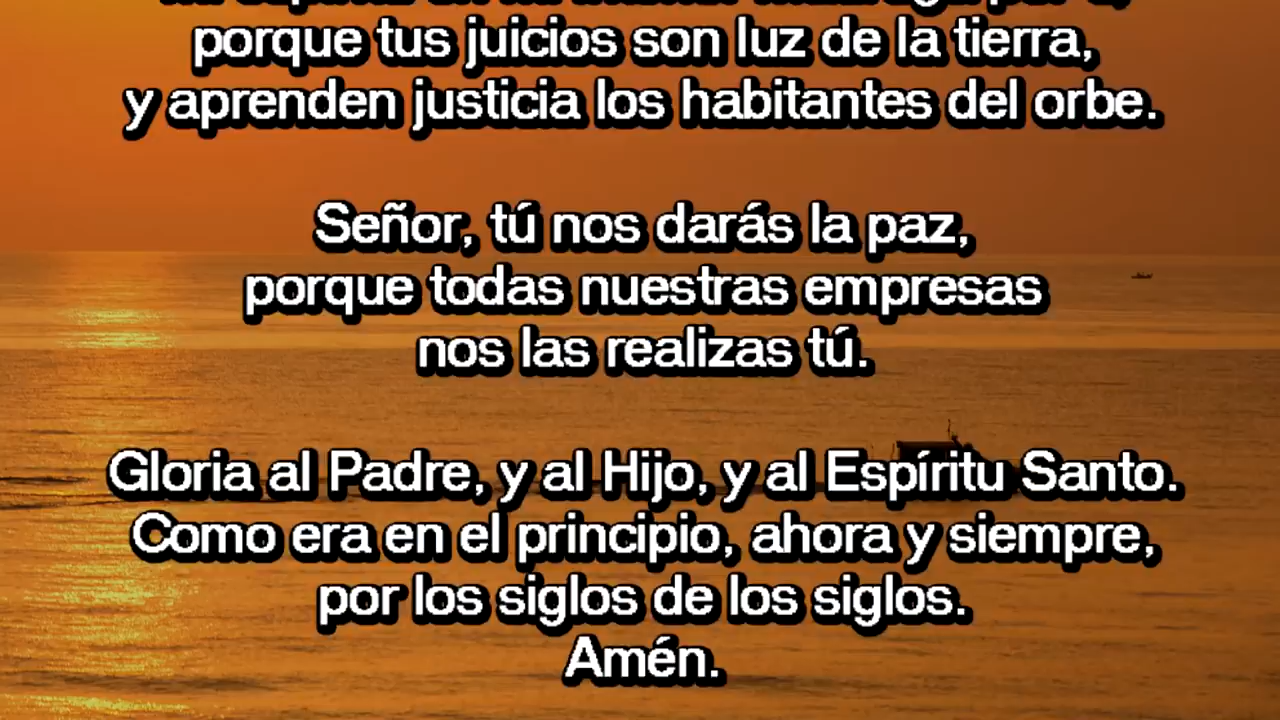 porque tus juicios son luz de la tierra,
y aprenden justicia los habitantes del orbe.
Señor, tú nos darás la paz,
porque todas nuestras empresas
nos las realizas tú.
Gloria al Padre, y al Hijo, y al Espíritu Santo.
Como era en el principio, ahora y siempre,
por los siglos de los siglos.
Amén.